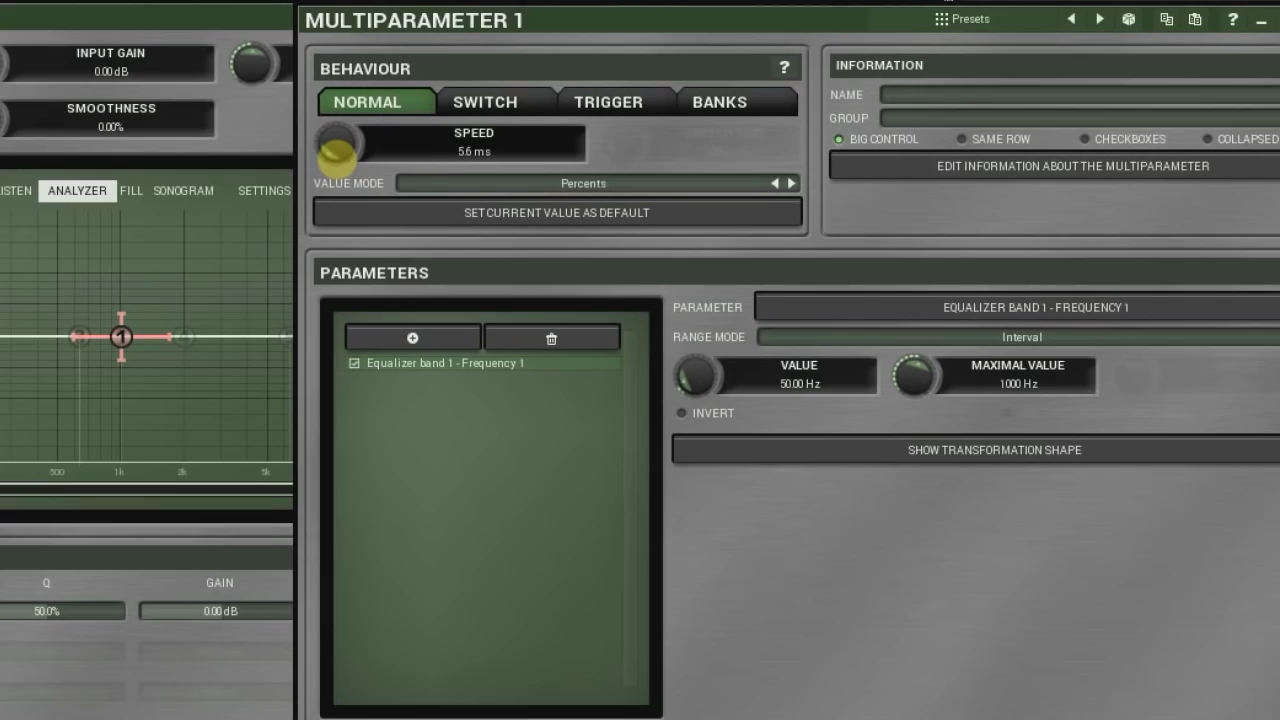 MULTIPARAMETER 1
Presets
?
INPUT GAIN
0.00 dB
SMOOTHNESS
0.00%
ANALYZER FILL SONOGRAM SETTINGS
500 1k 2k 5k
1
Q GAIN
50.0% 0.00 dB
BEHAVIOUR
?
NORMAL SWITCH TRIGGER BANKS
SPEED
5.6 ms
VALUE MODE Percents
SET CURRENT VALUE AS DEFAULT
INFORMATION
NAME
GROUP
BIG CONTROL SAME ROW CHECKBOXES COLLAPSED
EDIT INFORMATION ABOUT THE MULTIPARAMETER
PARAMETERS
Equalizer band 1 - Frequency 1
PARAMETER EQUALIZER BAND 1 - FREQUENCY 1
RANGE MODE Interval
VALUE
50.00 Hz
MAXIMAL VALUE
1000 Hz
INVERT
SHOW TRANSFORMATION SHAPE